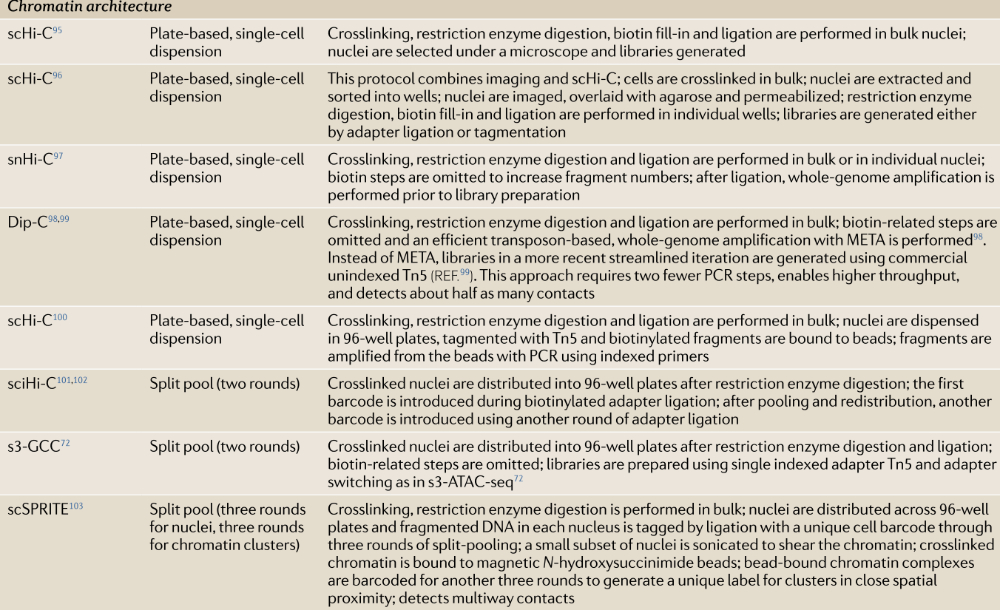 Chromatin architecture
scHi-C95
Plate-based, single-cell
dispension
Crosslinking, restriction enzyme digestion, biotin fill-in and ligation are performed in bulk nuclei;
nuclei are selected under a microscope and libraries generated
scHi-C96
Plate-based, single-cell
dispension
This protocol combines imaging and scHi-C; cells are crosslinked in bulk; nuclei are extracted and
sorted into wells; nuclei are imaged, overlaid with agarose and permeabilized; restriction enzyme
digestion, biotin fill-in and ligation are performed in individual wells; libraries are generated either
by adapter ligation or tagmentation
snHi-C97
Plate-based, single-cell
dispension
Crosslinking, restriction enzyme digestion and ligation are performed in bulk or in individual nuclei;
biotin steps are omitted to increase fragment numbers; after ligation, whole-genome amplification is
performed prior to library preparation
Dip-C98,99
Plate-based, single-cell
dispension
Crosslinking, restriction enzyme digestion and ligation are performed in bulk; biotin-related steps are
omitted and an efficient transposon-based, whole-genome amplification with META is performed98.
Instead of META, libraries in a more recent streamlined iteration are generated using commercial
unindexed Tn5 (REF.99). This approach requires two fewer PCR steps, enables higher throughput,
and detects about half as many contacts
scHi-C100
Plate-based, single-cell
dispension
Crosslinking, restriction enzyme digestion and ligation are performed in bulk; nuclei are dispensed
in 96-well plates, tagmented with Tn5 and biotinylated fragments are bound to beads; fragments are
amplified from the beads with PCR using indexed primers
sciHi-C101,102
Split pool (two rounds)
Crosslinked nuclei are distributed into 96-well plates after restriction enzyme digestion; the first
barcode is introduced during biotinylated adapter ligation; after pooling and redistribution, another
barcode is introduced using another round of adapter ligation
s3-GCC72
Split pool (two rounds)
Crosslinked nuclei are distributed into 96-well plates after restriction enzyme digestion and ligation;
biotin-related steps are omitted; libraries are prepared using single indexed adapter Tn5 and adapter
switching as in s3-ATAC-seq72
scSPRITE103
Split pool (three rounds
for nuclei, three rounds
for chromatin clusters)
Crosslinking, restriction enzyme digestion is performed in bulk; nuclei are distributed across 96-well
plates and fragmented DNA in each nucleus is tagged by ligation with a unique cell barcode through
three rounds of split-pooling; a small subset of nuclei is sonicated to shear the chromatin; crosslinked
chromatin is bound to magnetic N-hydroxysuccinimide beads; bead-bound chromatin complexes
are barcoded for another three rounds to generate a unique label for clusters in close spatial
proximity; detects multiway contacts